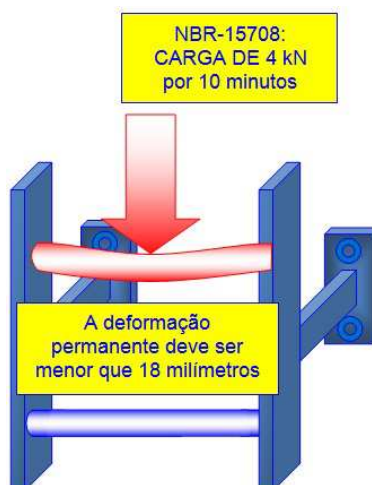 NBR-15708:
CARGA DE 4 kN
por 10 minutos
A deformação
permanente deve ser
menor que 18 milímetros